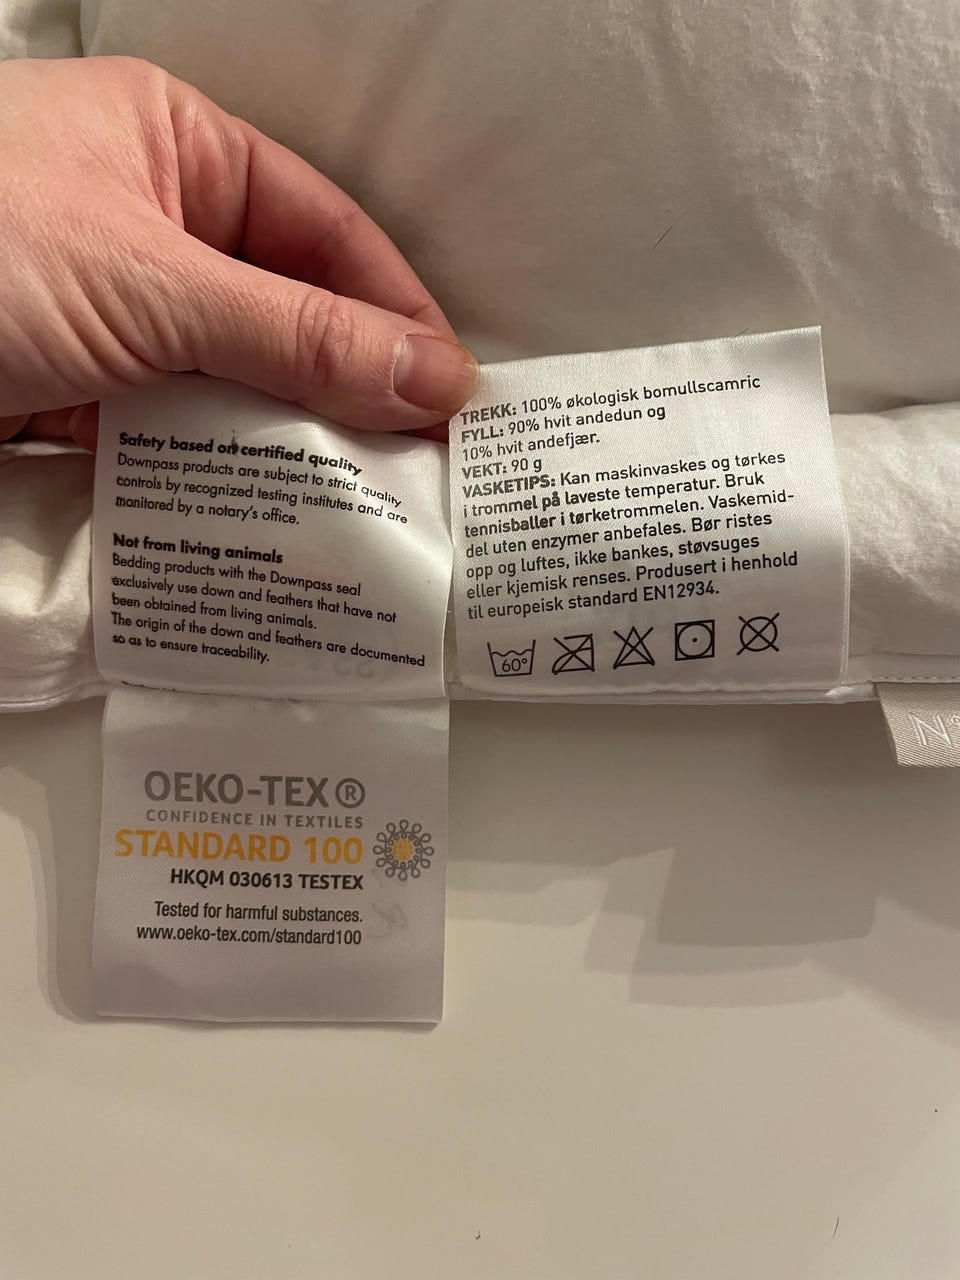 Safety based on certified quality
Downpass products are subject to strict quality
controls by recognized testing institutes and are
monitored by a notary's office.
Not from living animals
Bedding products with the Downpass seal
exclusively use down and feathers that have not
been obtained from living animals.
The origin of the down and feathers are documented
so as to ensure traceability.
TREKK: 100% økologisk bomullscamric
FYLL: 90% hvit andedun og
10% hvit andefjær.
VEKT: 90 g
VASKETIPS: Kan maskinvaskes og tørkes
i trommel på laveste temperatur. Bruk
tennisballer i tørketrommelen. Vaskemid-
del uten enzymer anbefales. Bør ristes
opp og luftes, ikke bankes, støvsuges
eller kjemisk renses. Produsert i henhold
til europeisk standard EN12934.
60°
OEKO-TEX®
CONFIDENCE IN TEXTILES
STANDARD 100
HKQM 030613 TESTEX
Tested for harmful substances.
www.oeko-tex.com/standard100